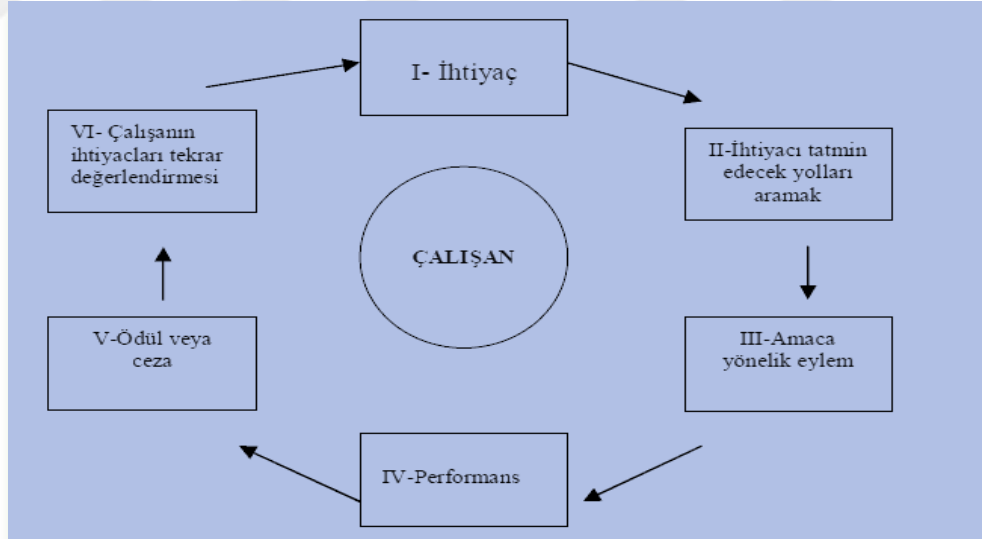 I- İhtiyaç
II-İhtiyacı tatmin
edecek yolları
aramak
III-Amaca
yönelik eylem
IV-Performans
V-Ödül veya
ceza
VI- Çalışanın
ihtiyacları tekrar
değerlendirmesi
ÇALIŞAN